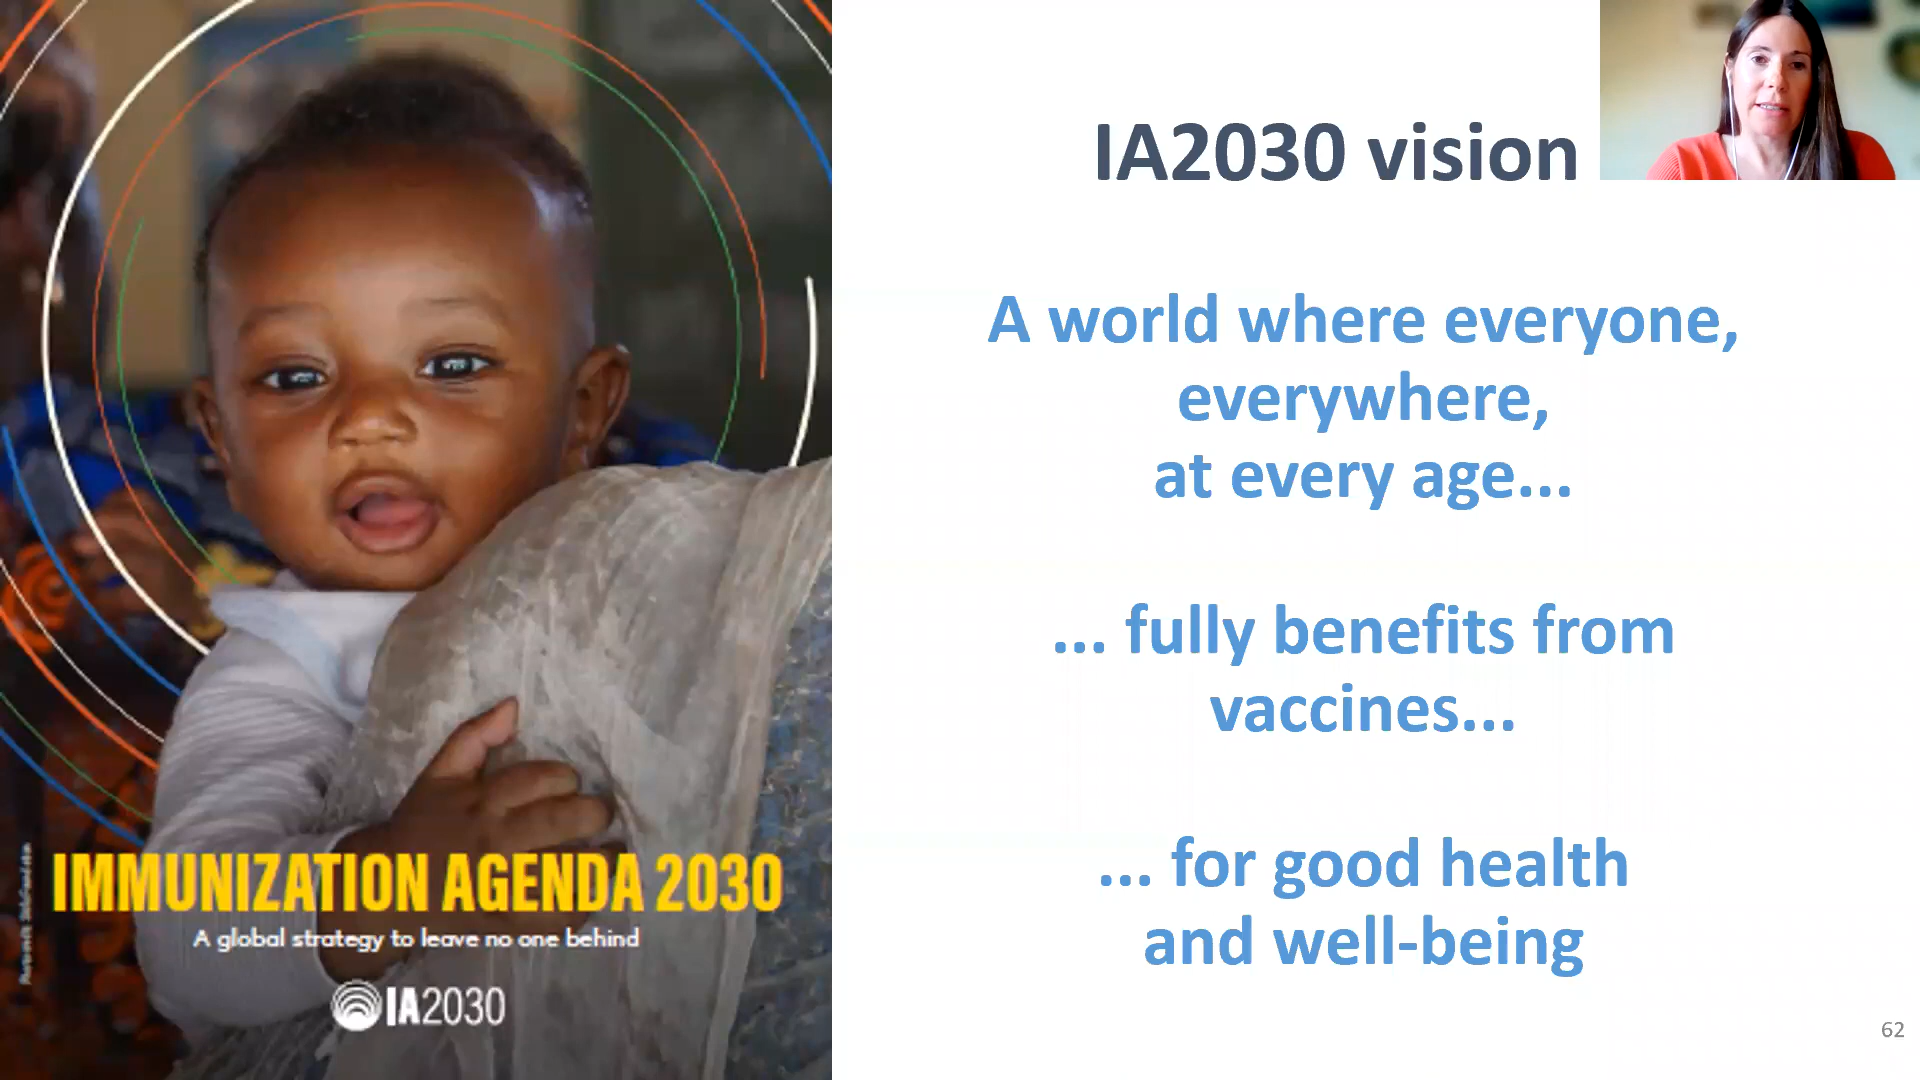 IA2030 vision
A world where everyone,
everywhere,
at every age...
... fully benefits from
vaccines...
... for good health
and well-being
IMMUNIZATION AGENDA 2030
A global strategy to leave no one behind
IA2030
62